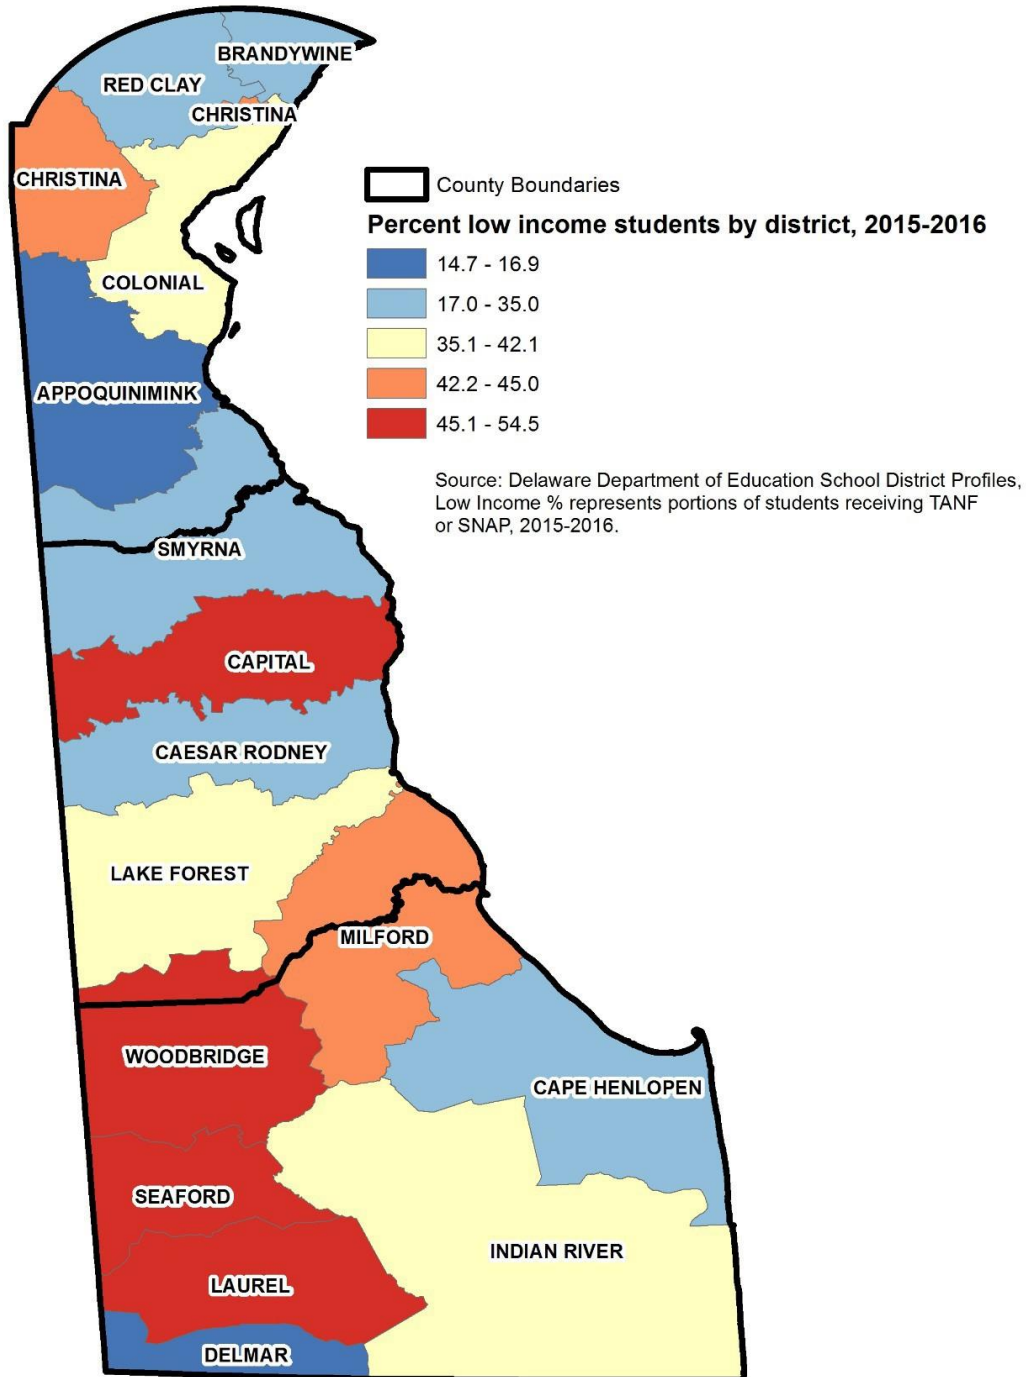 BRANDYWINE
RED CLAY
CHRISTINA
CHRISTINA
COLONIAL
APPOQUINIMINK
SMYRNA
CAPITAL
CAESAR RODNEY
LAKE FOREST
MILFORD
WOODBRIDGE
CAPE HENLOPEN
SEAFORD
INDIAN RIVER
LAUREL
DELMAR
County Boundaries
Percent low income students by district, 2015-2016
14.7 - 16.9
17.0 - 35.0
35.1 - 42.1
42.2 - 45.0
45.1 - 54.5
Source: Delaware Department of Education School District Profiles,
Low Income % represents portions of students receiving TANF
or SNAP, 2015-2016.